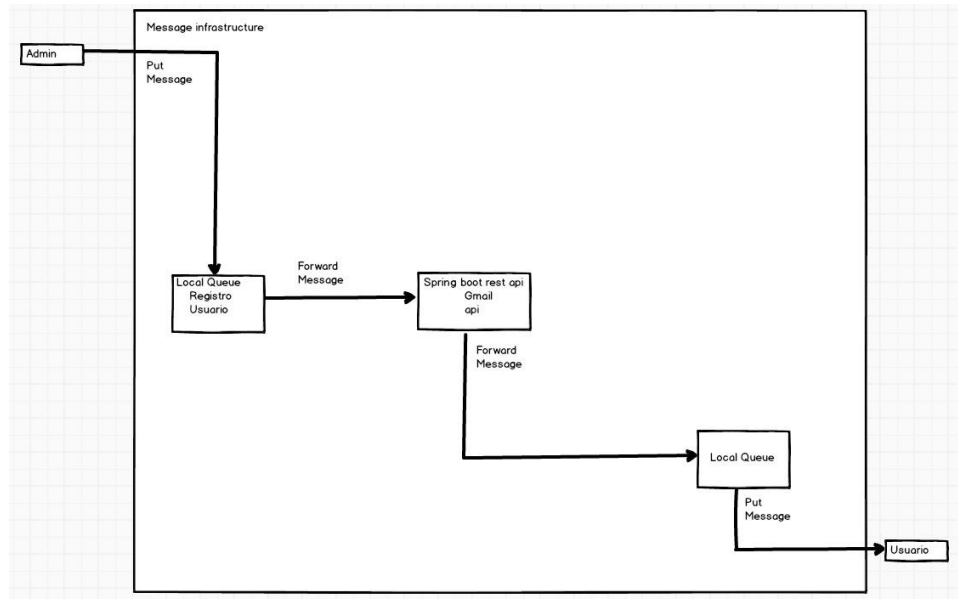 Message infrastructure
Admin
Put
Message
Local Queue
Registro
Usuario
Forward
Message
Spring boot rest api
Gmail
api
Forward
Message
Local Queue
Put
Message
Usuario